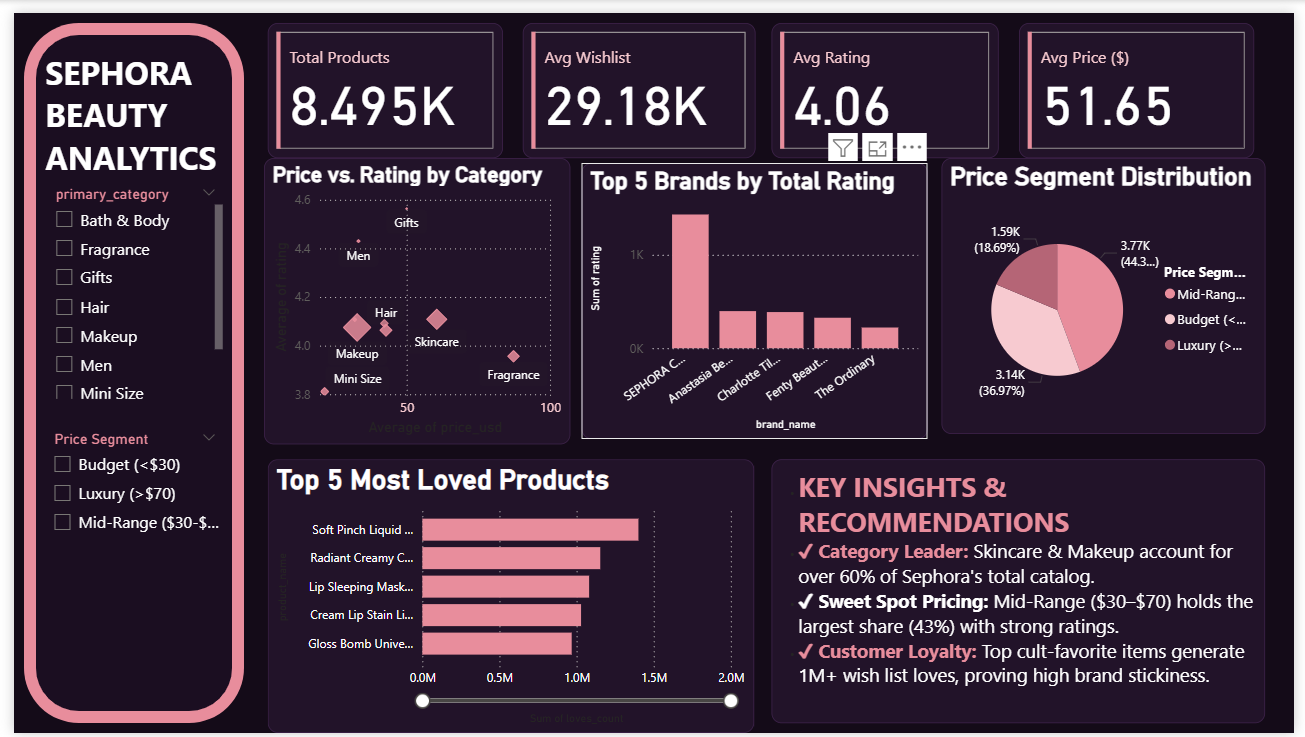 SEPHORA
BEAUTY
ANALYTICS
primary_category
Bath & Body
Fragrance
Gifts
Hair
Makeup
Men
Mini Size
Price Segment
Budget (<$30)
Luxury (>$70)
Mid-Range ($30-$...
Total Products
8.495K
Avg Wishlist
29.18K
Avg Rating
4.06
Avg Price ($)
51.65
Price vs. Rating by Category
Average of rating
4.6
4.4
4.2
4.0
3.8
Gifts
Men
Hair
Makeup
Skincare
Mini Size
Fragrance
50
100
Average of price_usd
Top 5 Brands by Total Rating
Sum of rating
1K
0K
SEPHORA C...
Anastasia Be...
Charlotte Til...
Fenty Beaut...
The Ordinary
brand_name
Price Segment Distribution
1.59K
(18.69%)
3.77K
(44.3...)
3.14K
(36.97%)
Price Segm...
Mid-Rang...
Budget (<...
Luxury (>...
Top 5 Most Loved Products
product_name
Soft Pinch Liquid ...
Radiant Creamy C...
Lip Sleeping Mask...
Cream Lip Stain Li...
Gloss Bomb Unive...
0.0M
0.5M
1.0M
1.5M
2.0M
Sum of loves_count
KEY INSIGHTS &
RECOMMENDATIONS
✓ Category Leader: Skincare & Makeup account for
over 60% of Sephora's total catalog.
✓ Sweet Spot Pricing: Mid-Range ($30–$70) holds the
largest share (43%) with strong ratings.
✓ Customer Loyalty: Top cult-favorite items generate
1M+ wish list loves, proving high brand stickiness.